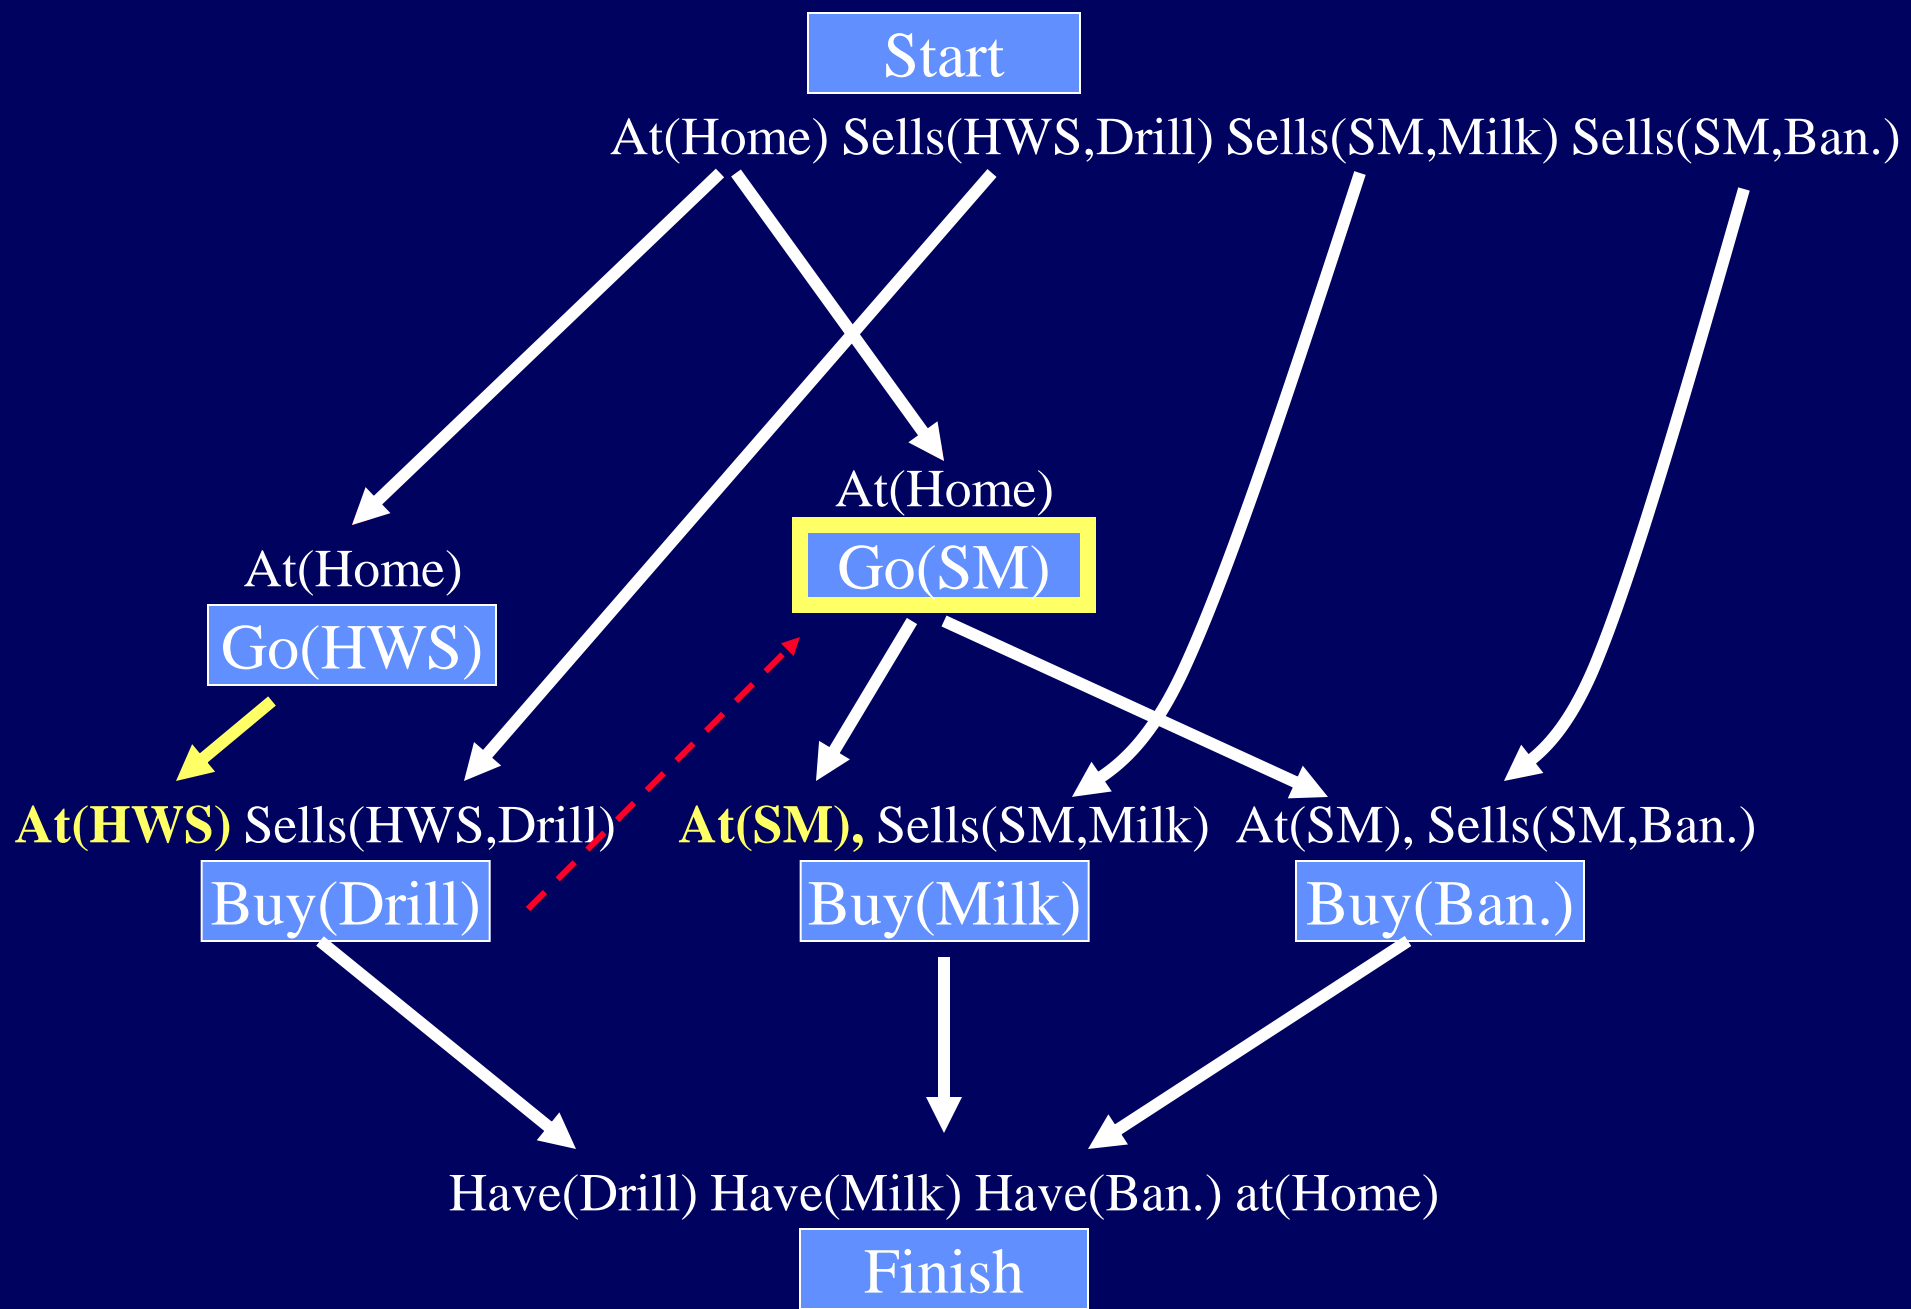 Start
At(Home) Sells(HWS,Drill) Sells(SM,Milk) Sells(SM,Ban.)
At(Home)
Go(SM)
At(Home)
Go(HWS)
At(HWS) Sells(HWS,Drill)
At(SM), Sells(SM,Milk)
At(SM), Sells(SM,Ban.)
Buy(Drill)
Buy(Milk)
Buy(Ban.)
Have(Drill) Have(Milk) Have(Ban.) at(Home)
Finish